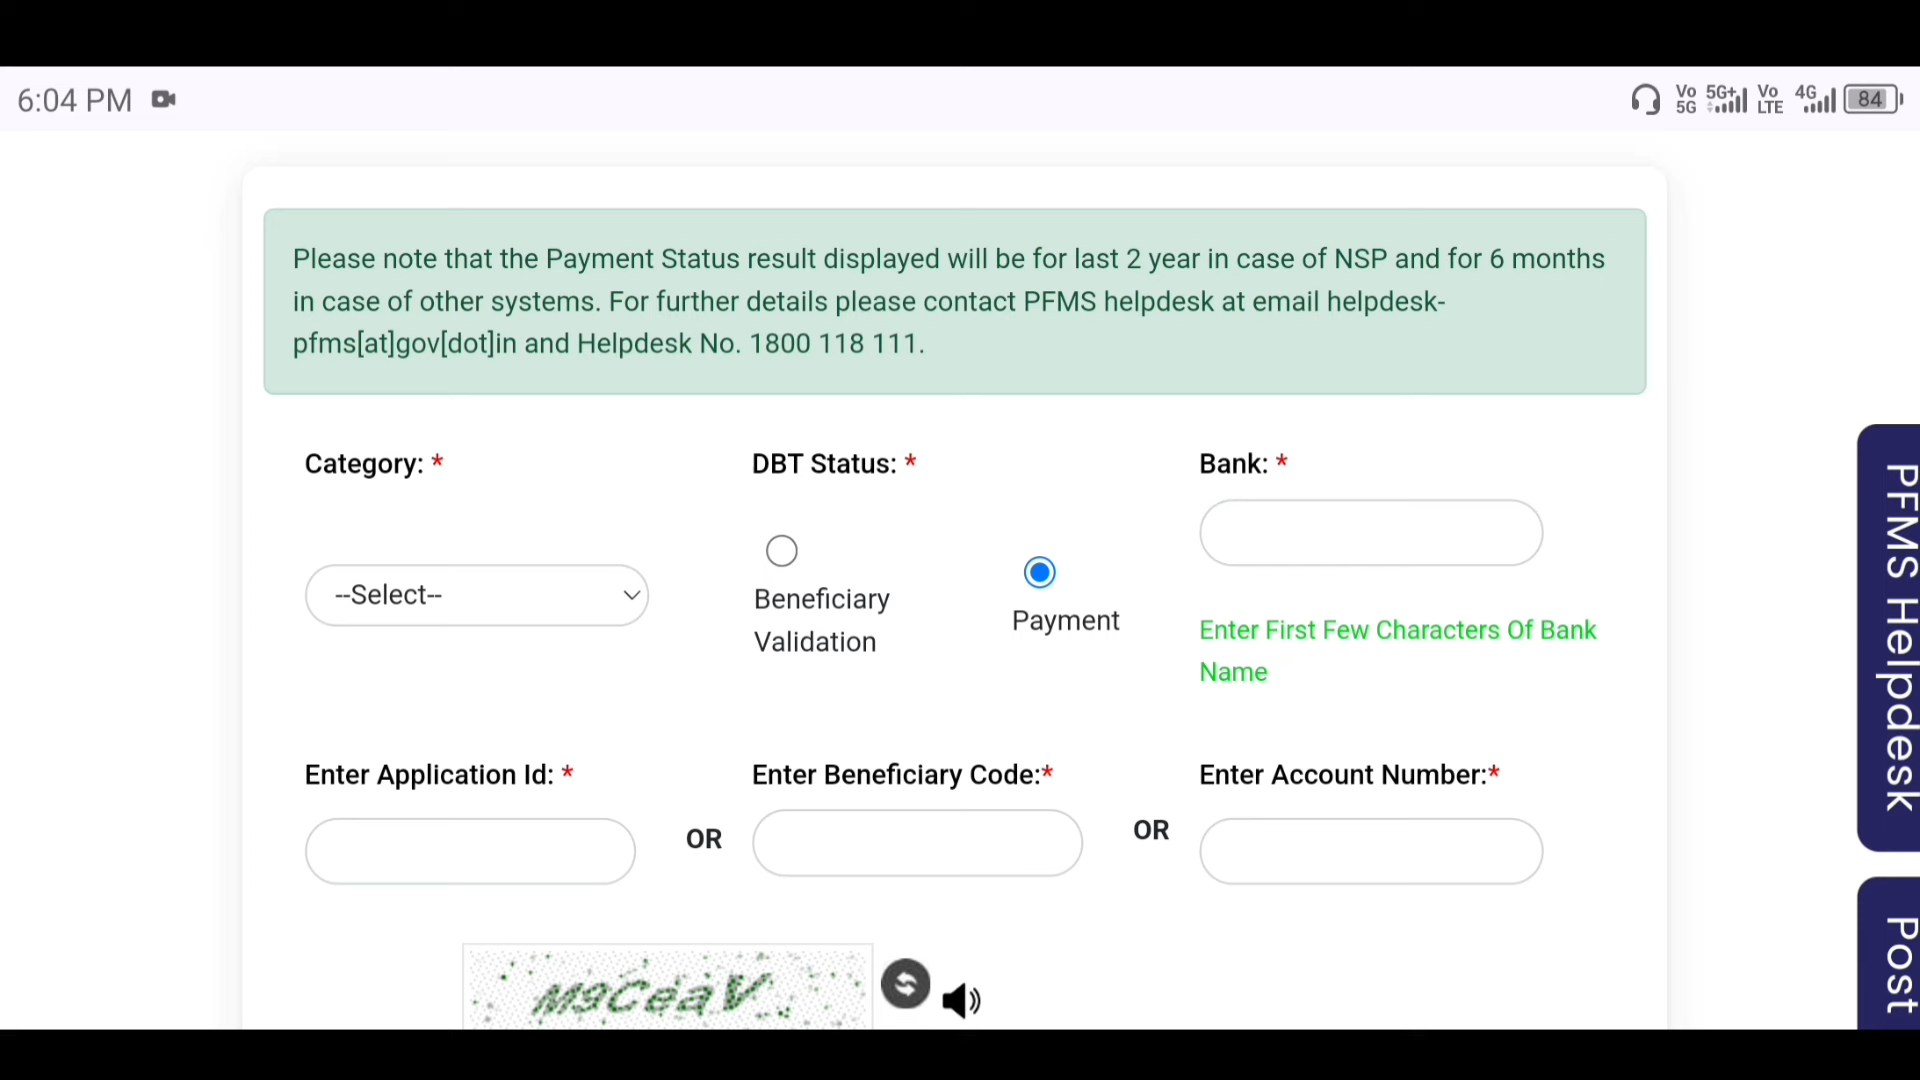 6:04 PM
Vo 5G 5G+ Vo LTE 4G 84
Please note that the Payment Status result displayed will be for last 2 year in case of NSP and for 6 months
in case of other systems. For further details please contact PFMS helpdesk at email helpdesk-
pfms[at]gov[dot]in and Helpdesk No. 1800 118 111.
Category: *
DBT Status: *
Bank: *
--Select--
Beneficiary
Validation
Payment
Enter First Few Characters Of Bank
Name
Enter Application Id: *
OR
Enter Beneficiary Code:*
OR
Enter Account Number:*
M9CeaV
PFMS Helpdesk
Post